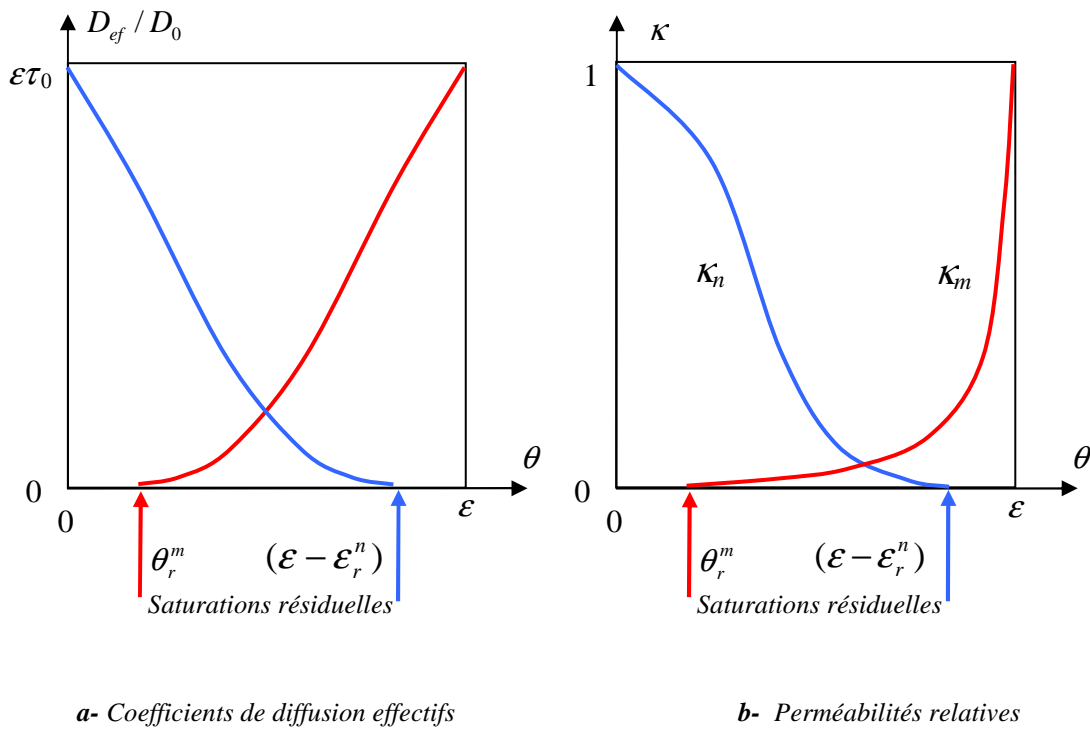 D_ef / D_0
ετ_0
0
0
θ
ε
θ_r^m
(ε − ε_r^n)
Saturations résiduelles
a- Coefficients de diffusion effectifs
κ
1
κ_n
κ_m
0
0
θ
ε
θ_r^m
(ε − ε_r^n)
Saturations résiduelles
b- Perméabilités relatives